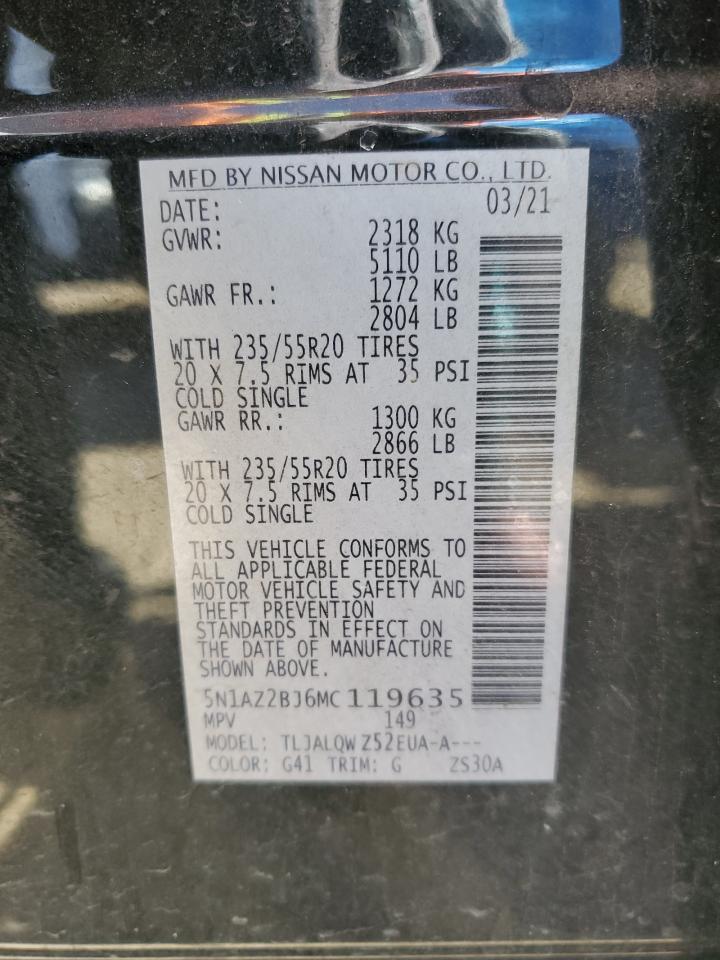 MFD BY NISSAN MOTOR CO., LTD.
DATE: 03/21
GVWR: 2318 KG
5110 LB
GAWR FR.: 1272 KG
2804 LB
WITH 235/55R20 TIRES
20 X 7.5 RIMS AT 35 PSI
COLD SINGLE
GAWR RR.: 1300 KG
2866 LB
WITH 235/55R20 TIRES
20 X 7.5 RIMS AT 35 PSI
COLD SINGLE
THIS VEHICLE CONFORMS TO
ALL APPLICABLE FEDERAL
MOTOR VEHICLE SAFETY AND
THEFT PREVENTION
STANDARDS IN EFFECT ON
THE DATE OF MANUFACTURE
SHOWN ABOVE.
5N1AZ2BJ6MC119635
MPV 149
MODEL: TLJALQW Z52EUA-A---
COLOR: G41 TRIM: G ZS30A